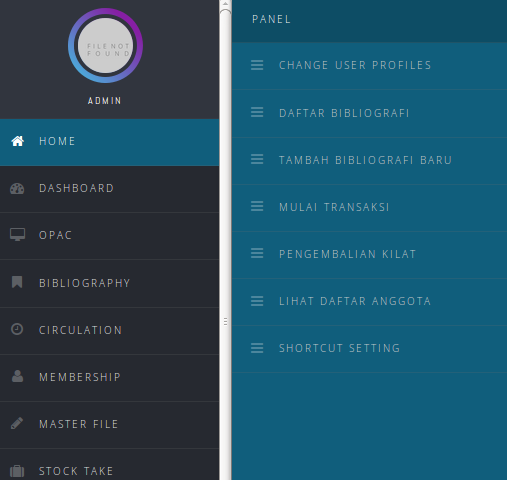 FILE NOT
FOUND
ADMIN
HOME
DASHBOARD
OPAC
BIBLIOGRAPHY
CIRCULATION
MEMBERSHIP
MASTER FILE
STOCK TAKE
PANEL
CHANGE USER PROFILES
DAFTAR BIBLIOGRAFI
TAMBAH BIBLIOGRAFI BARU
MULAI TRANSAKSI
PENGEMBALIAN KILAT
LIHAT DAFTAR ANGGOTA
SHORTCUT SETTING